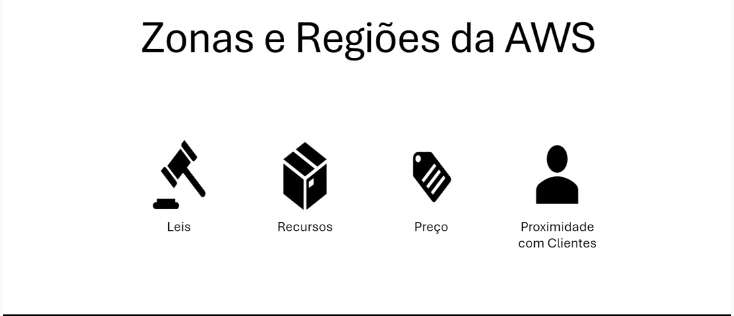 Zonas e Regiões da AWS
Leis
Recursos
Preço
Proximidade
com Clientes